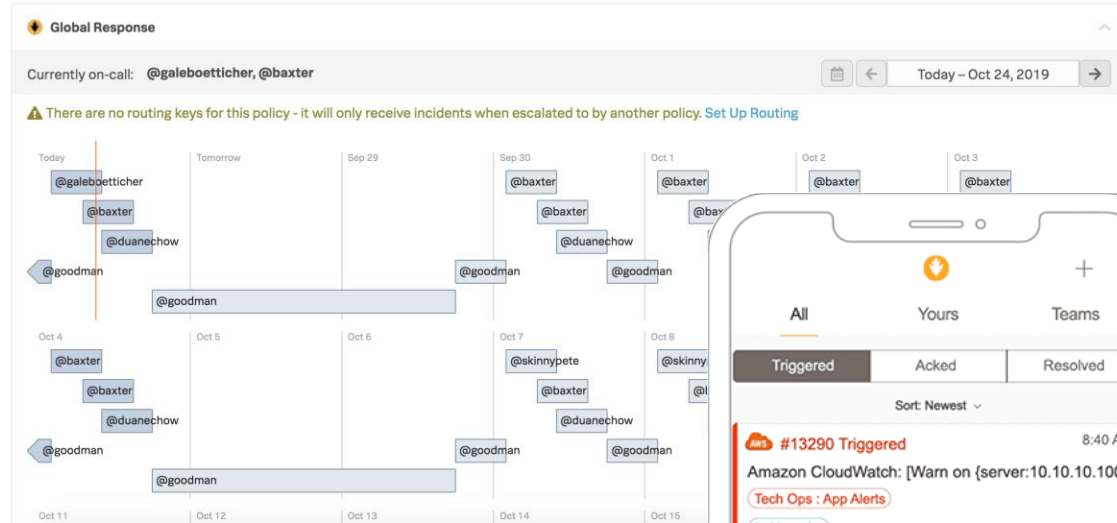 Global Response
Currently on-call: @galeboetticher, @baxter
Today – Oct 24, 2019
There are no routing keys for this policy - it will only receive incidents when escalated to by another policy. Set Up Routing
Today Tomorrow Sep 29 Sep 30 Oct 1 Oct 2 Oct 3
@galeboetticher @baxter @baxter @baxter @baxter
@baxter @baxter
@duanechow @duanechow
@goodman @goodman @goodman
@goodman
Oct 4 Oct 5 Oct 6 Oct 7 Oct 8
@baxter @skinnypete @skinny
@baxter @baxter
@duanechow @duanechow
@goodman @goodman @goodman
@goodman
Oct 11 Oct 12 Oct 13 Oct 14 Oct 15
All Yours Teams
Triggered Acked Resolved
Sort: Newest
AWS #13290 Triggered 8:40 A
Amazon CloudWatch: [Warn on {server:10.10.10.100
Tech Ops : App Alerts